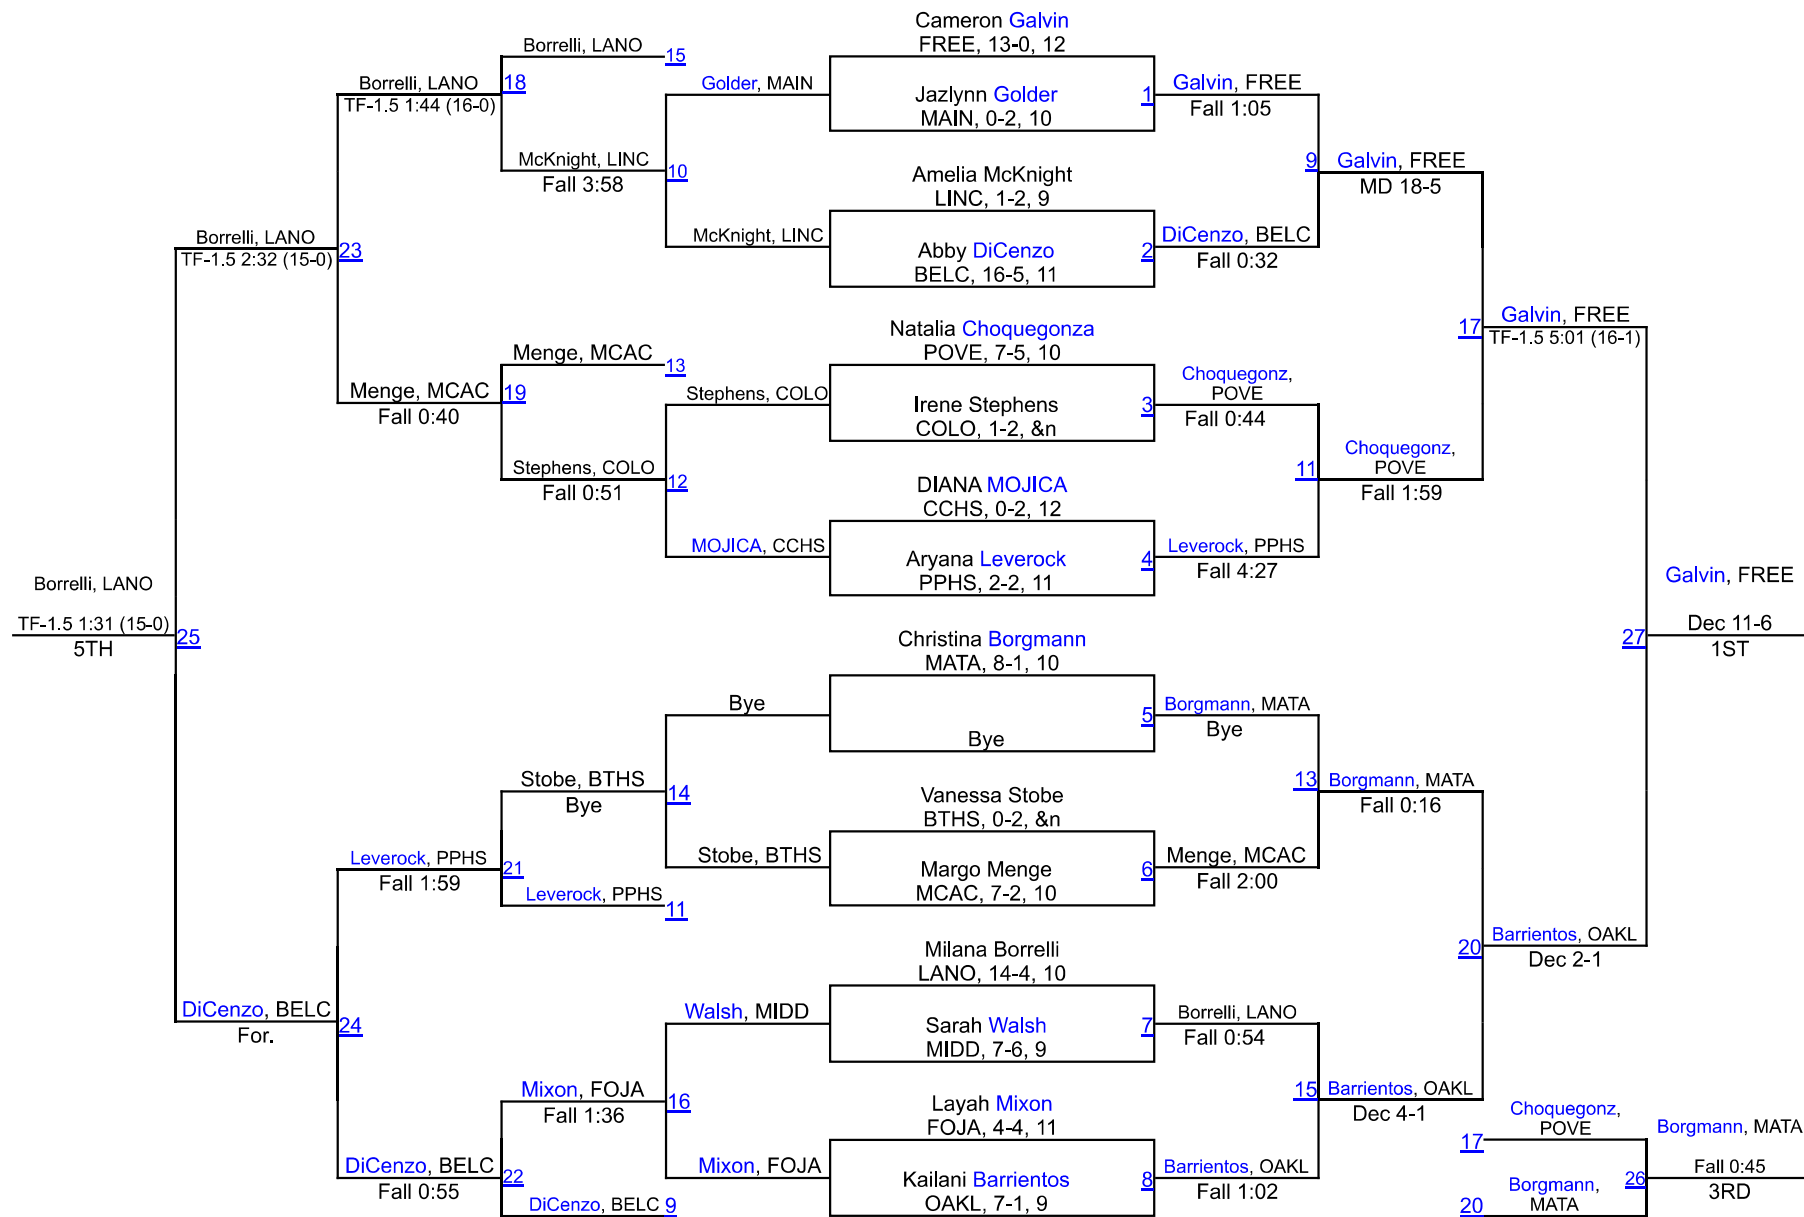 Cameron Galvin
FREE, 13-0, 12
Jazlynn Golder
MAIN, 0-2, 10
1
Amelia McKnight
LINC, 1-2, 9
Abby DiCenzo
BELC, 16-5, 11
2
Natalia Choquegonza
POVE, 7-5, 10
Irene Stephens
COLO, 1-2, &n
3
DIANA MOJICA
CCHS, 0-2, 12
Aryana Leverock
PPHS, 2-2, 11
4
Christina Borgmann
MATA, 8-1, 10
Bye
5
Vanessa Stobe
BTHS, 0-2, &n
Margo Menge
MCAC, 7-2, 10
6
Milana Borrelli
LANO, 14-4, 10
Sarah Walsh
MIDD, 7-6, 9
7
Layah Mixon
FOJA, 4-4, 11
Kailani Barrientos
OAKL, 7-1, 9
8
Galvin, FREE
Fall 1:05
DiCenzo, BELC
Fall 0:32
Choquegonz,
POVE
Fall 0:44
Leverock, PPHS
Fall 4:27
Borgmann, MATA
Bye
Menge, MCAC
Fall 2:00
Borrelli, LANO
Fall 0:54
Barrientos, OAKL
Fall 1:02
9
Galvin, FREE
MD 18-5
11
Choquegonz,
POVE
Fall 1:59
13
Borgmann, MATA
Fall 0:16
15
Barrientos, OAKL
Dec 4-1
17
Galvin, FREE
TF-1.5 5:01 (16-1)
20
Barrientos, OAKL
Dec 2-1
27
Galvin, FREE
Dec 11-6
1ST
Choquegonz,
POVE
17
Borgmann,
MATA
20
26
Borgmann, MATA
Fall 0:45
3RD
Golder, MAIN
McKnight, LINC
Stephens, COLO
MOJICA, CCHS
Bye
Stobe, BTHS
Walsh, MIDD
Mixon, FOJA
Borrelli, LANO
15
McKnight, LINC
Fall 3:58
10
Menge, MCAC
13
Stephens, COLO
Fall 0:51
12
Stobe, BTHS
Bye
14
Leverock, PPHS
11
Mixon, FOJA
Fall 1:36
16
DiCenzo, BELC
9
Borrelli, LANO
TF-1.5 1:44 (16-0)
18
Menge, MCAC
Fall 0:40
19
Leverock, PPHS
Fall 1:59
21
DiCenzo, BELC
Fall 0:55
22
Borrelli, LANO
TF-1.5 2:32 (15-0)
23
DiCenzo, BELC
For.
24
Borrelli, LANO
TF-1.5 1:31 (15-0)
5TH
25